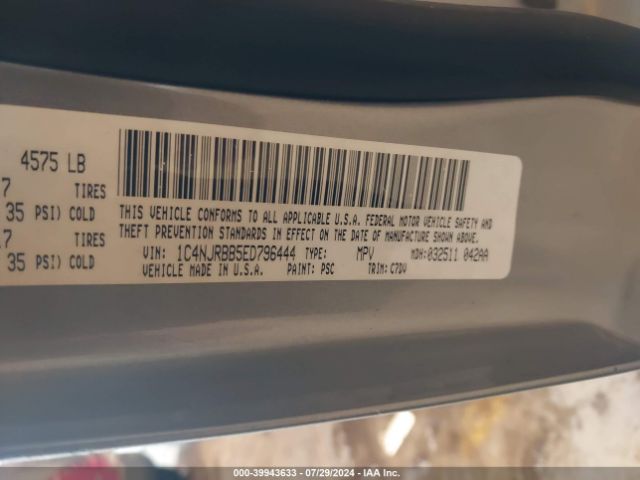 4575 LB
7 TIRES
35 PSI) COLD
17 TIRES
35 PSI) COLD
THIS VEHICLE CONFORMS TO ALL APPLICABLE U.S.A. FEDERAL MOTOR VEHICLE SAFETY AND
THEFT PREVENTION STANDARDS IN EFFECT ON THE DATE OF MANUFACTURE SHOWN ABOVE.
VIN: 1C4NJRBB5ED796444 TYPE: MPV MDH:032511 042AA
VEHICLE MADE IN U.S.A. PAINT: PSC TRIM: C7DV
000-39943633 / 07/29/2024 - IAA Inc.